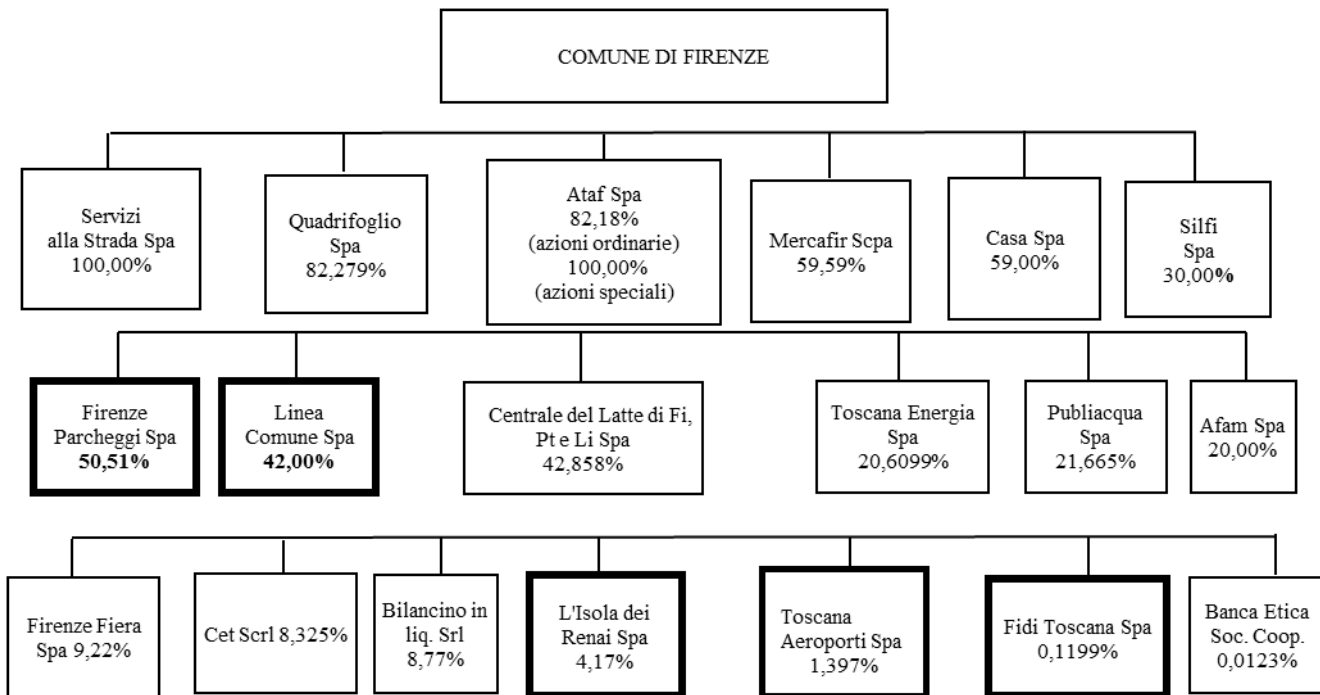 COMUNE DI FIRENZE
Servizi
alla Strada Spa
100,00%
Quadrifoglio
Spa
82,279%
Ataf Spa
82,18%
(azioni ordinarie)
100,00%
(azioni speciali)
Mercafir Scpa
59,59%
Casa Spa
59,00%
Silfi
Spa
30,00%
Firenze
Parcheggi Spa
50,51%
Linea
Comune Spa
42,00%
Centrale del Latte di Fi,
Pt e Li Spa
42,858%
Toscana Energia
Spa
20,6099%
Publiacqua
Spa
21,665%
Afam Spa
20,00%
Firenze Fiera
Spa 9,22%
Cet Scrl 8,325%
Bilancino in
liq. Srl
8,77%
L'Isola dei
Renai Spa
4,17%
Toscana
Aeroporti Spa
1,397%
Fidi Toscana Spa
0,1199%
Banca Etica
Soc. Coop.
0,0123%